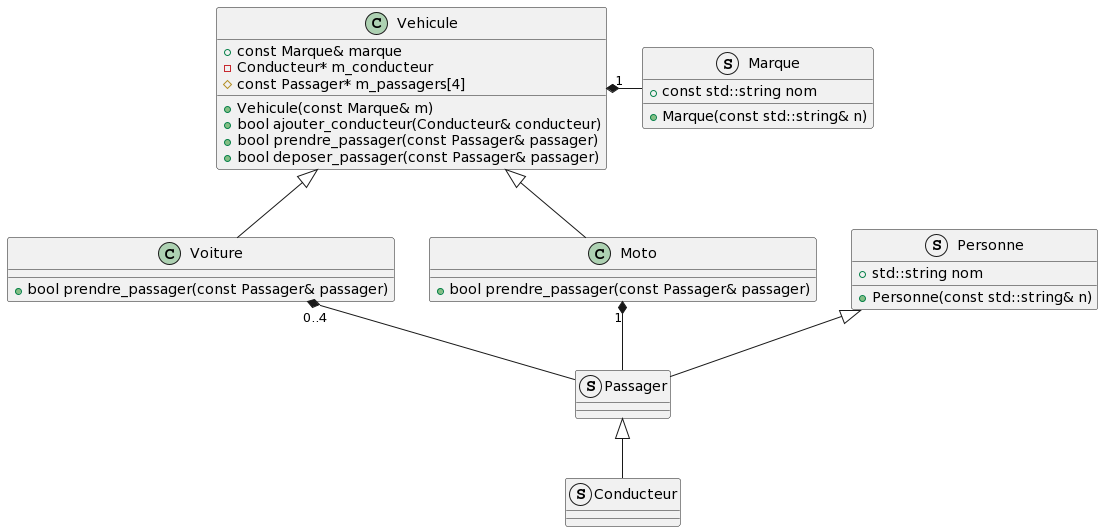 C Vehicule
const Marque& marque
Conducteur* m_conducteur
const Passager* m_passagers[4]
Vehicule(const Marque& m)
bool ajouter_conducteur(Conducteur& conducteur)
bool prendre_passager(const Passager& passager)
bool deposer_passager(const Passager& passager)
1
S Marque
const std::string nom
Marque(const std::string& n)
C Voiture
bool prendre_passager(const Passager& passager)
0..4
C Moto
bool prendre_passager(const Passager& passager)
1
S Personne
std::string nom
Personne(const std::string& n)
S Passager
S Conducteur